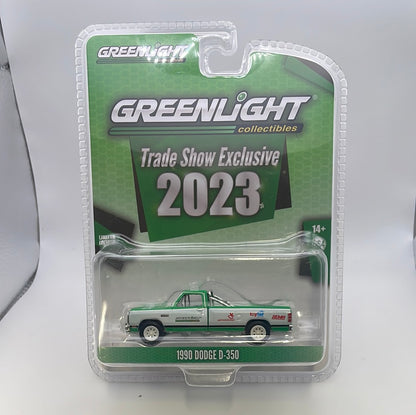 GREENLIGHT
GREENLIGHT
collectibles
Trade Show Exclusive
2023
14+
1990 DODGE D-350